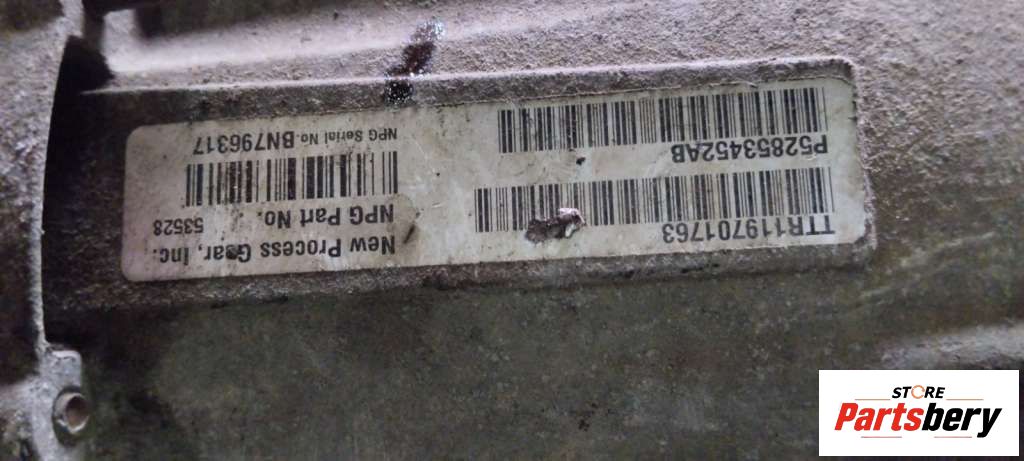 New Process Gear, Inc.
NPG Part No. 53528
NPG Serial No. BN796317
TTR119701763
P52853452AB
STORE
Partsbery